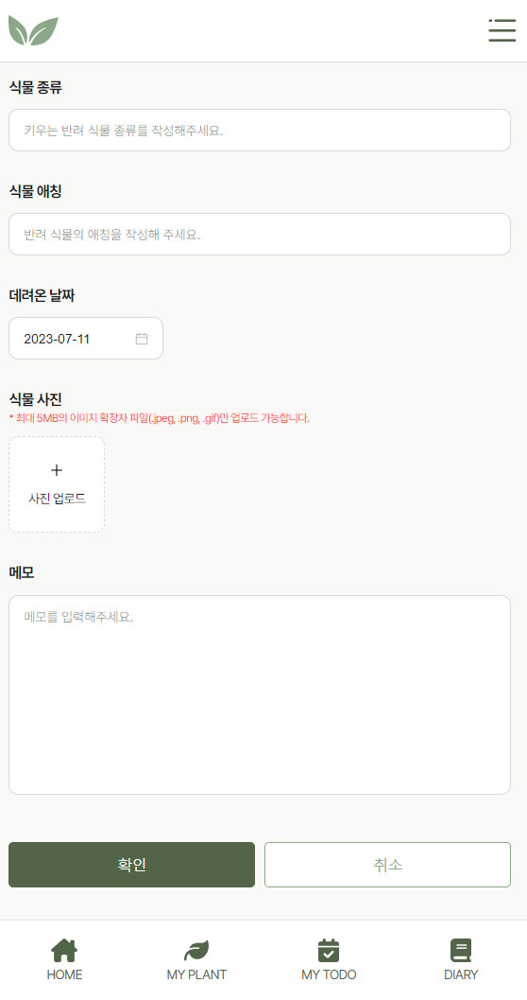 식물 종류
키우는 반려 식물 종류를 작성해주세요.
식물 애칭
반려 식물의 애칭을 작성해 주세요.
데려온 날짜
2023-07-11
식물 사진
* 최대 5MB의 이미지 확장자 파일(.jpeg, .png, .gif)만 업로드 가능합니다.
+
사진 업로드
메모
메모를 입력해주세요.
확인 취소
HOME MY PLANT MY TODO DIARY